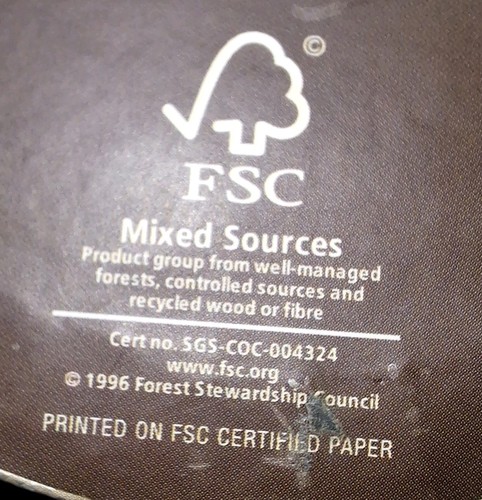 ©
FSC
Mixed Sources
Product group from well-managed
forests, controlled sources and
recycled wood or fibre
Cert no. SGS-COC-004324
www.fsc.org
© 1996 Forest Stewardship Council
PRINTED ON FSC CERTIFIED PAPER